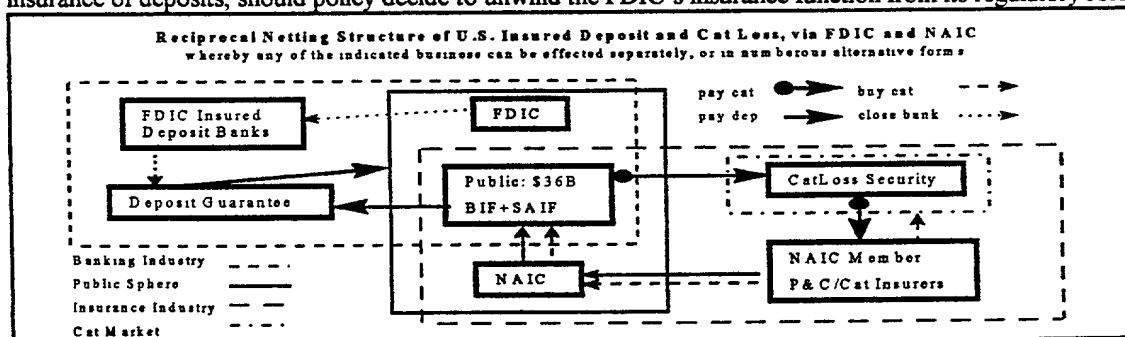 insurance of deposits, should policy decide to unwind the FDIC's insurance function from its regulatory
Reciprocal Netting Structure of U.S. Insured Deposit and Cat Loss, via FDIC and NAIC
whereby any of the indicated business can be effected separately, or in numberous alternative forms
pay cat
buy cat
pay dep
close bank
FDIC Insured
Deposit Banks
FDIC
Public: $36B
BIF+SAIF
CatLoss Security
Deposit Guarantee
NAIC
NAIC Member
P&C/Cat Insurers
Banking Industry
Public Sphere
Insurance Industry
Cat Market